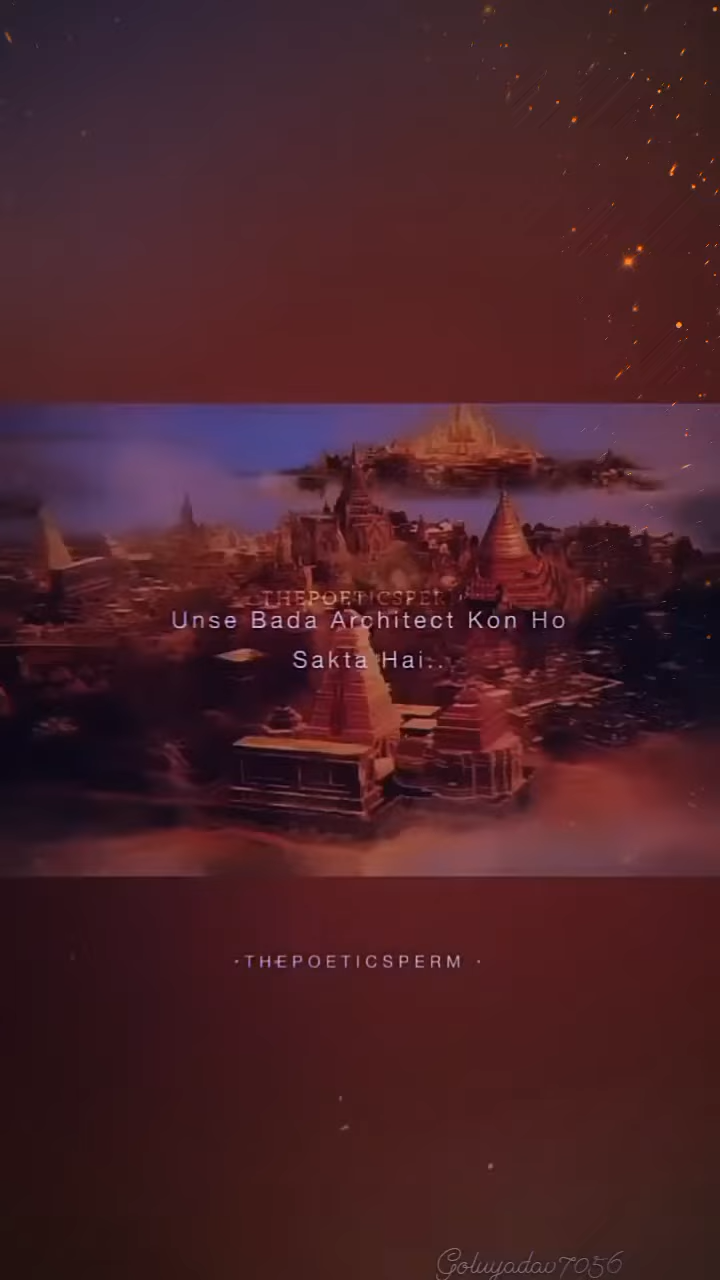 THEPOETICSPER
Unse Bada Architect Kon Ho
Sakta Hai..
·THEPOETICSPERM ·
Goluyadav7056